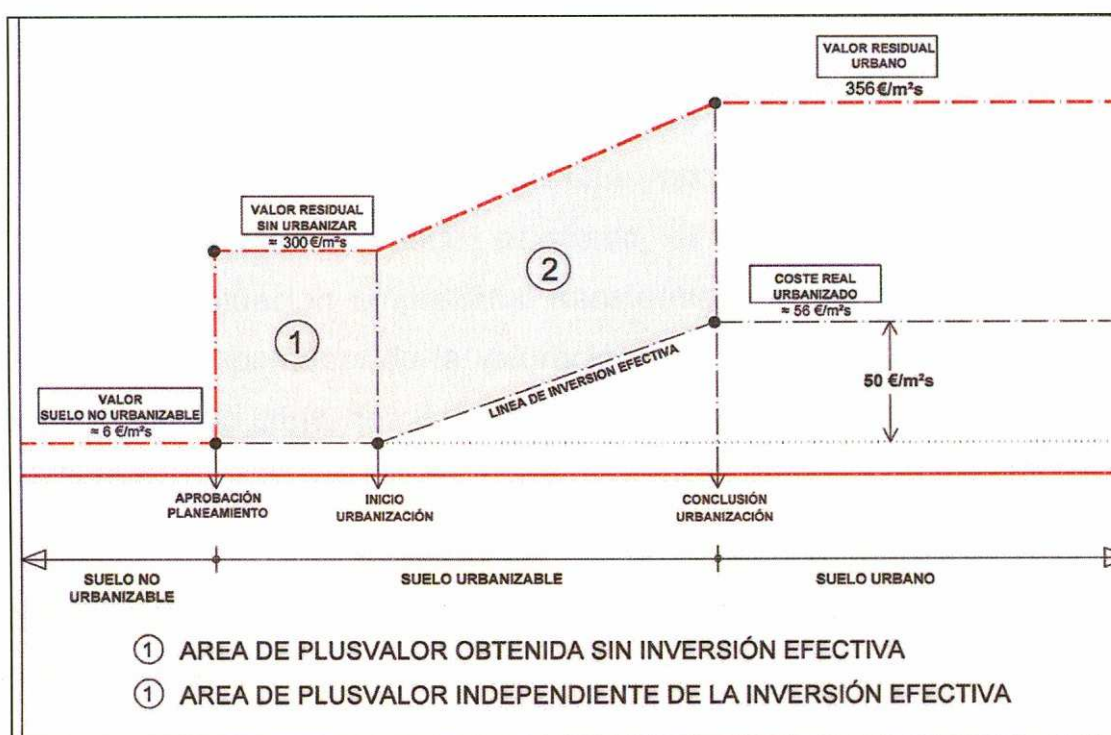 VALOR RESIDUAL
URBANO
356 €/m²s
VALOR RESIDUAL
SIN URBANIZAR
≈ 300 €/m²s
2
COSTE REAL
URBANIZADO
≈ 56 €/m²s
1
50 €/m²s
LINEA DE INVERSION EFECTIVA
VALOR
SUELO NO URBANIZABLE
≈ 6 €/m²s
APROBACIÓN
PLANEAMIENTO
INICIO
URBANIZACIÓN
CONCLUSIÓN
URBANIZACIÓN
SUELO NO
URBANIZABLE
SUELO URBANIZABLE
SUELO URBANO
1 AREA DE PLUSVALOR OBTENIDA SIN INVERSIÓN EFECTIVA
1 AREA DE PLUSVALOR INDEPENDIENTE DE LA INVERSIÓN EFECTIVA